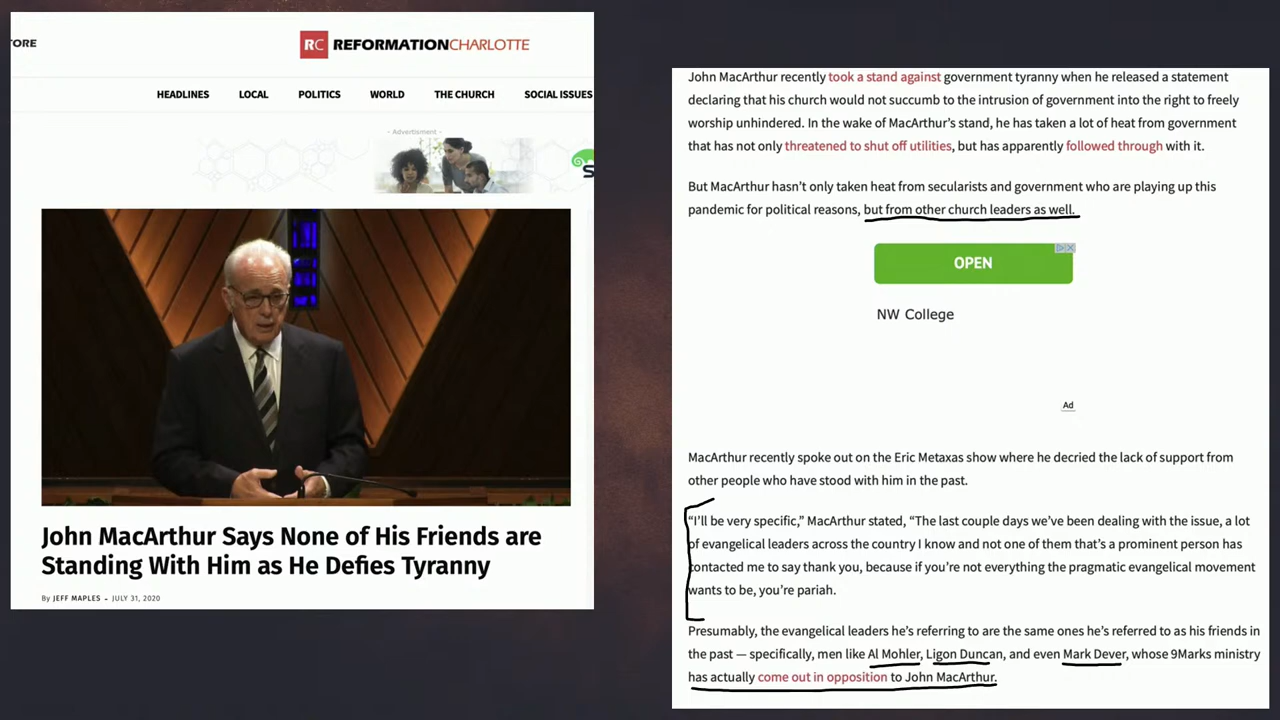 TORE
RC REFORMATIONCHARLOTTE
HEADLINES LOCAL POLITICS WORLD THE CHURCH SOCIAL ISSUES
- Advertisment -
John MacArthur Says None of His Friends are
Standing With Him as He Defies Tyranny
By JEFF MAPLES - JULY 31, 2020
John MacArthur recently took a stand against government tyranny when he released a statement
declaring that his church would not succumb to the intrusion of government into the right to freely
worship unhindered. In the wake of MacArthur's stand, he has taken a lot of heat from government
that has not only threatened to shut off utilities, but has apparently followed through with it.
But MacArthur hasn't only taken heat from secularists and government who are playing up this
pandemic for political reasons, but from other church leaders as well.
OPEN
NW College
Ad
MacArthur recently spoke out on the Eric Metaxas show where he decried the lack of support from
other people who have stood with him in the past.
“I'll be very specific,” MacArthur stated, “The last couple days we've been dealing with the issue, a lot
of evangelical leaders across the country I know and not one of them that's a prominent person has
contacted me to say thank you, because if you're not everything the pragmatic evangelical movement
wants to be, you're pariah.
Presumably, the evangelical leaders he's referring to are the same ones he's referred to as his friends in
the past — specifically, men like Al Mohler, Ligon Duncan, and even Mark Dever, whose 9Marks ministry
has actually come out in opposition to John MacArthur.